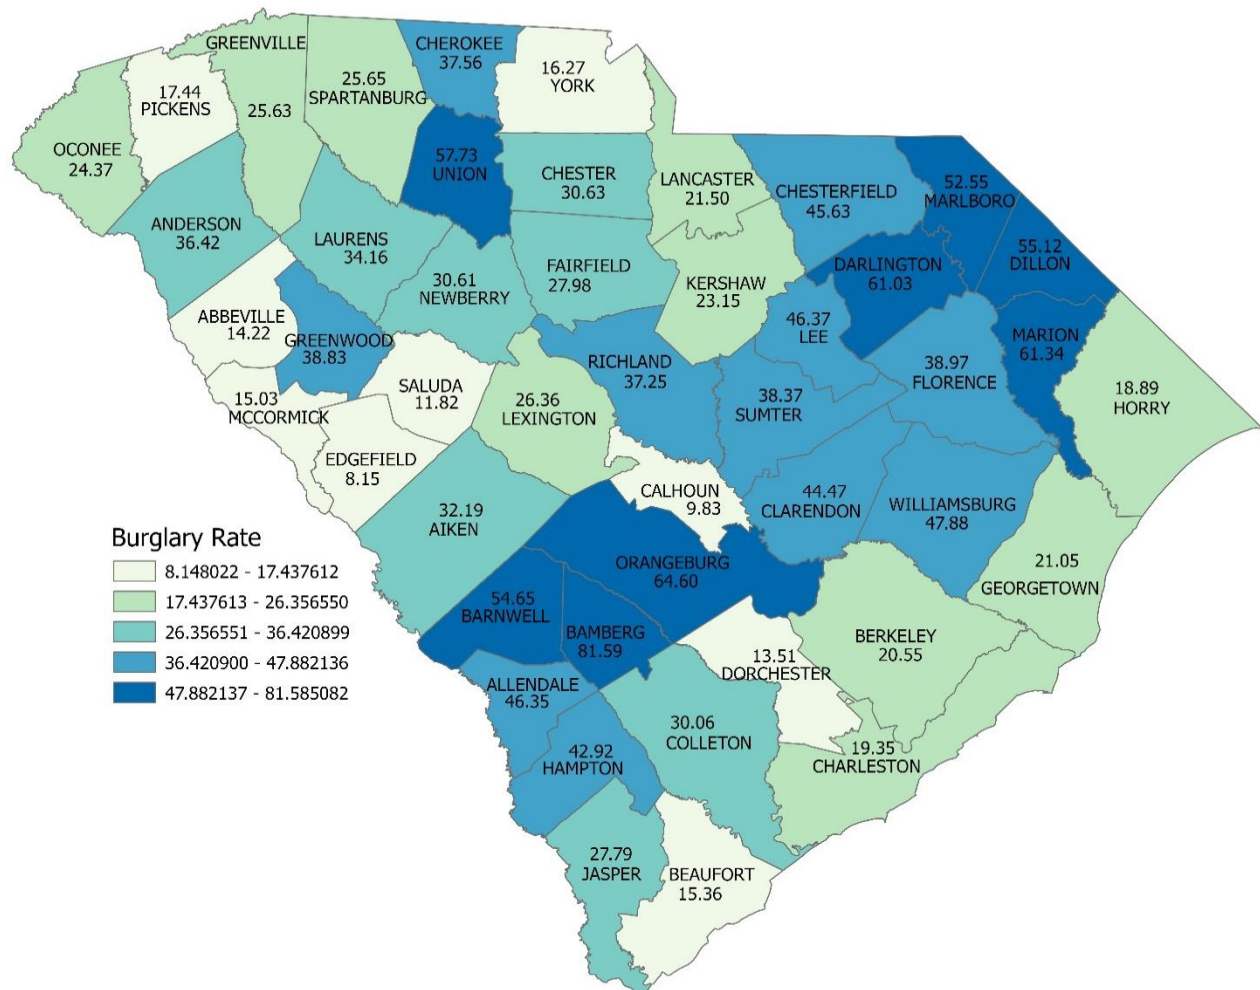 GREENVILLE
25.63
CHEROKEE
37.56
16.27
YORK
25.65
SPARTANBURG
17.44
PICKENS
OCONEE
24.37
57.73
UNION
CHESTER
30.63
LANCASTER
21.50
CHESTERFIELD
45.63
52.55
MARLBORO
ANDERSON
36.42
LAURENS
34.16
55.12
DILLON
30.61
NEWBERRY
FAIRFIELD
27.98
KERSHAW
23.15
DARLINGTON
61.03
ABBEVILLE
14.22
GREENWOOD
38.83
46.37
LEE
MARION
61.34
RICHLAND
37.25
38.97
FLORENCE
SALUDA
11.82
15.03
MCCORMICK
26.36
LEXINGTON
38.37
SUMTER
18.89
HORRY
EDGEFIELD
8.15
CALHOUN
9.83
44.47
CLARENDON
WILLIAMSBURG
47.88
32.19
AIKEN
Burglary Rate
8.148022 - 17.437612
17.437613 - 26.356550
26.356551 - 36.420899
36.420900 - 47.882136
47.882137 - 81.585082
ORANGEBURG
64.60
21.05
GEORGETOWN
54.65
BARNWELL
BAMBERG
81.59
BERKELEY
20.55
13.51
DORCHESTER
ALLENDALE
46.35
30.06
COLLETON
42.92
HAMPTON
19.35
CHARLESTON
27.79
JASPER
BEAUFORT
15.36